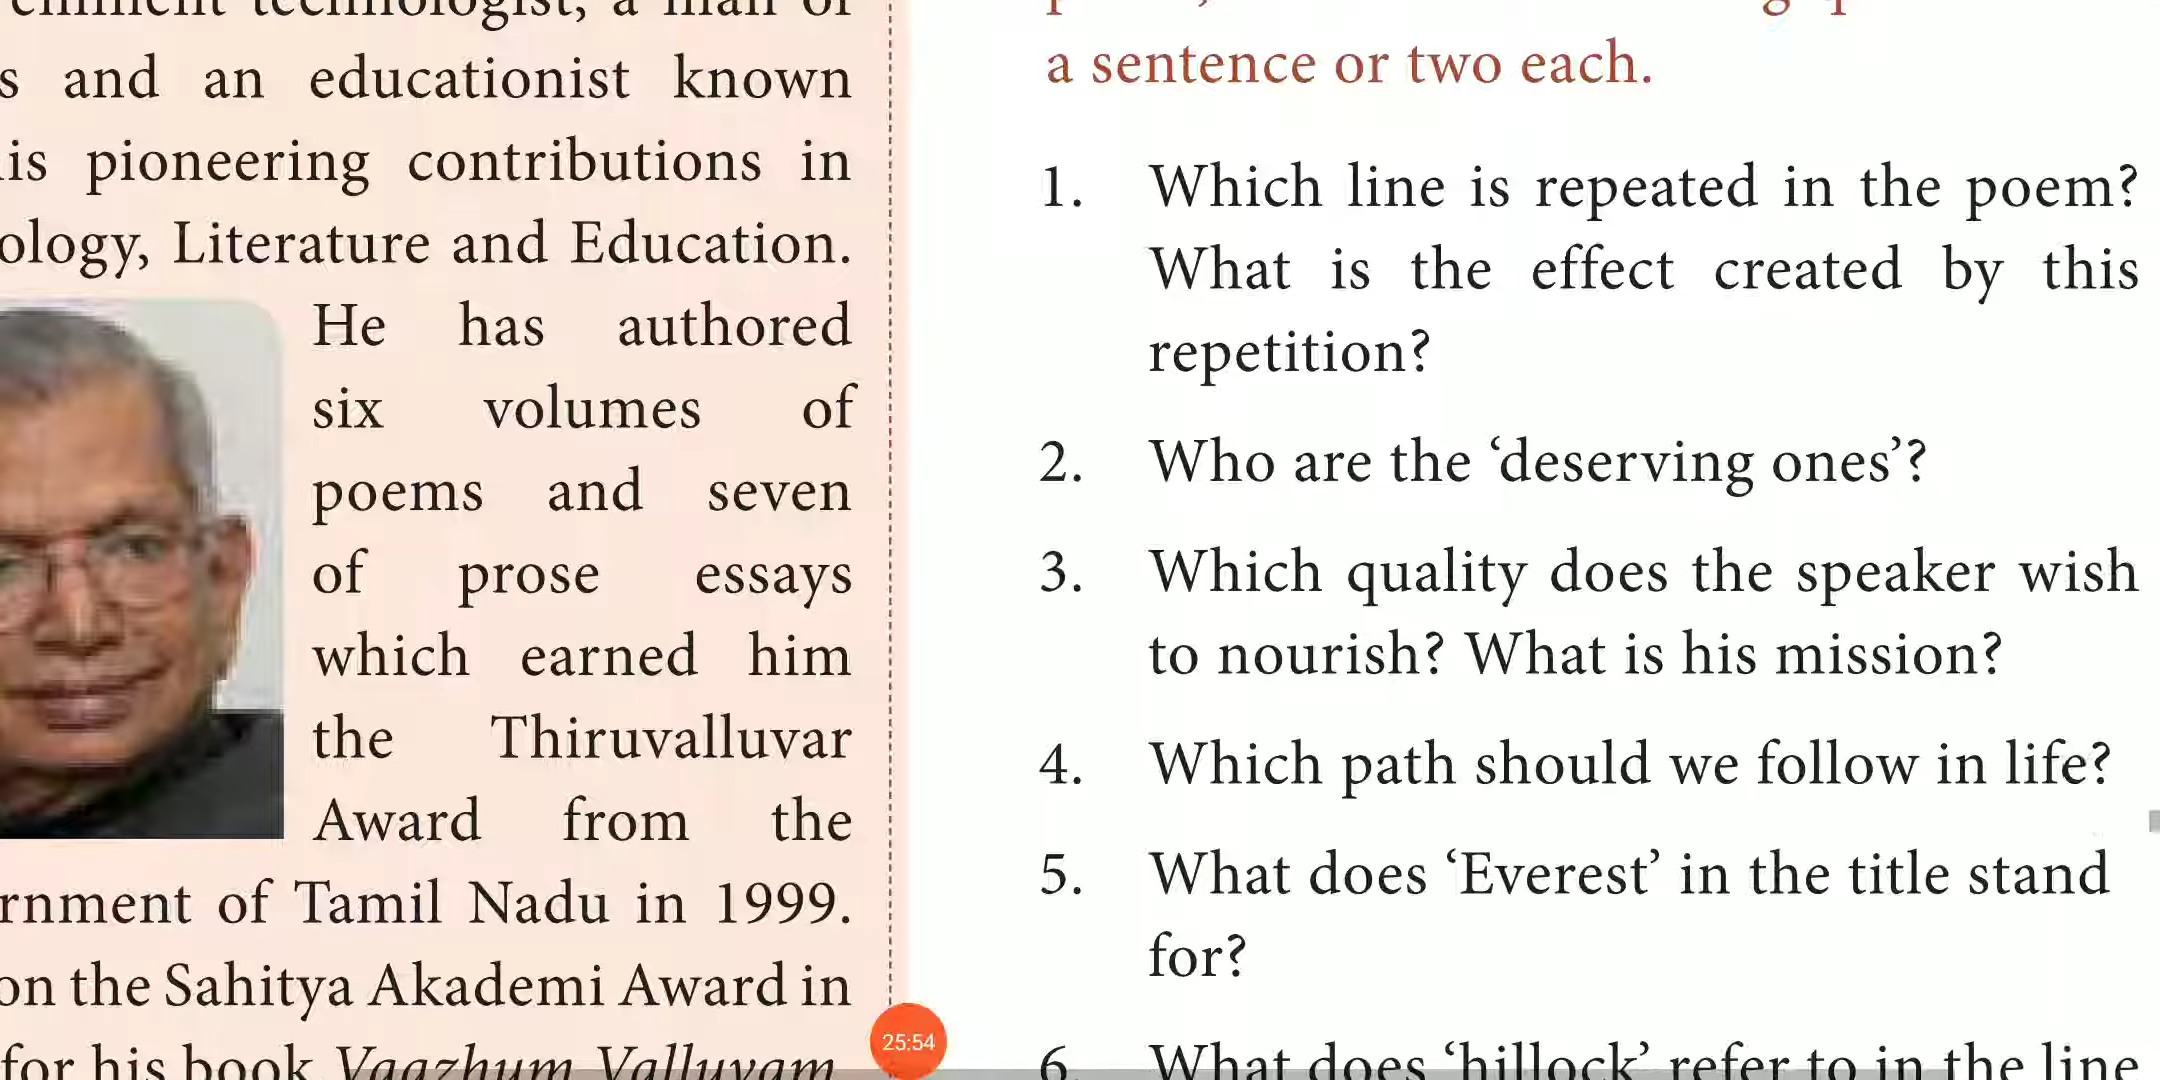 eminent technologist, a man of
s and an educationist known
is pioneering contributions in
ology, Literature and Education.
He has authored
six volumes of
poems and seven
of prose essays
which earned him
the Thiruvalluvar
Award from the
rnment of Tamil Nadu in 1999.
on the Sahitya Akademi Award in
for his book Vaazhum Valluvam
a sentence or two each.
1. Which line is repeated in the poem?
What is the effect created by this
repetition?
2. Who are the ‘deserving ones’?
3. Which quality does the speaker wish
to nourish? What is his mission?
4. Which path should we follow in life?
5. What does ‘Everest’ in the title stand
for?
6. What does ‘hillock’ refer to in the line
25:54